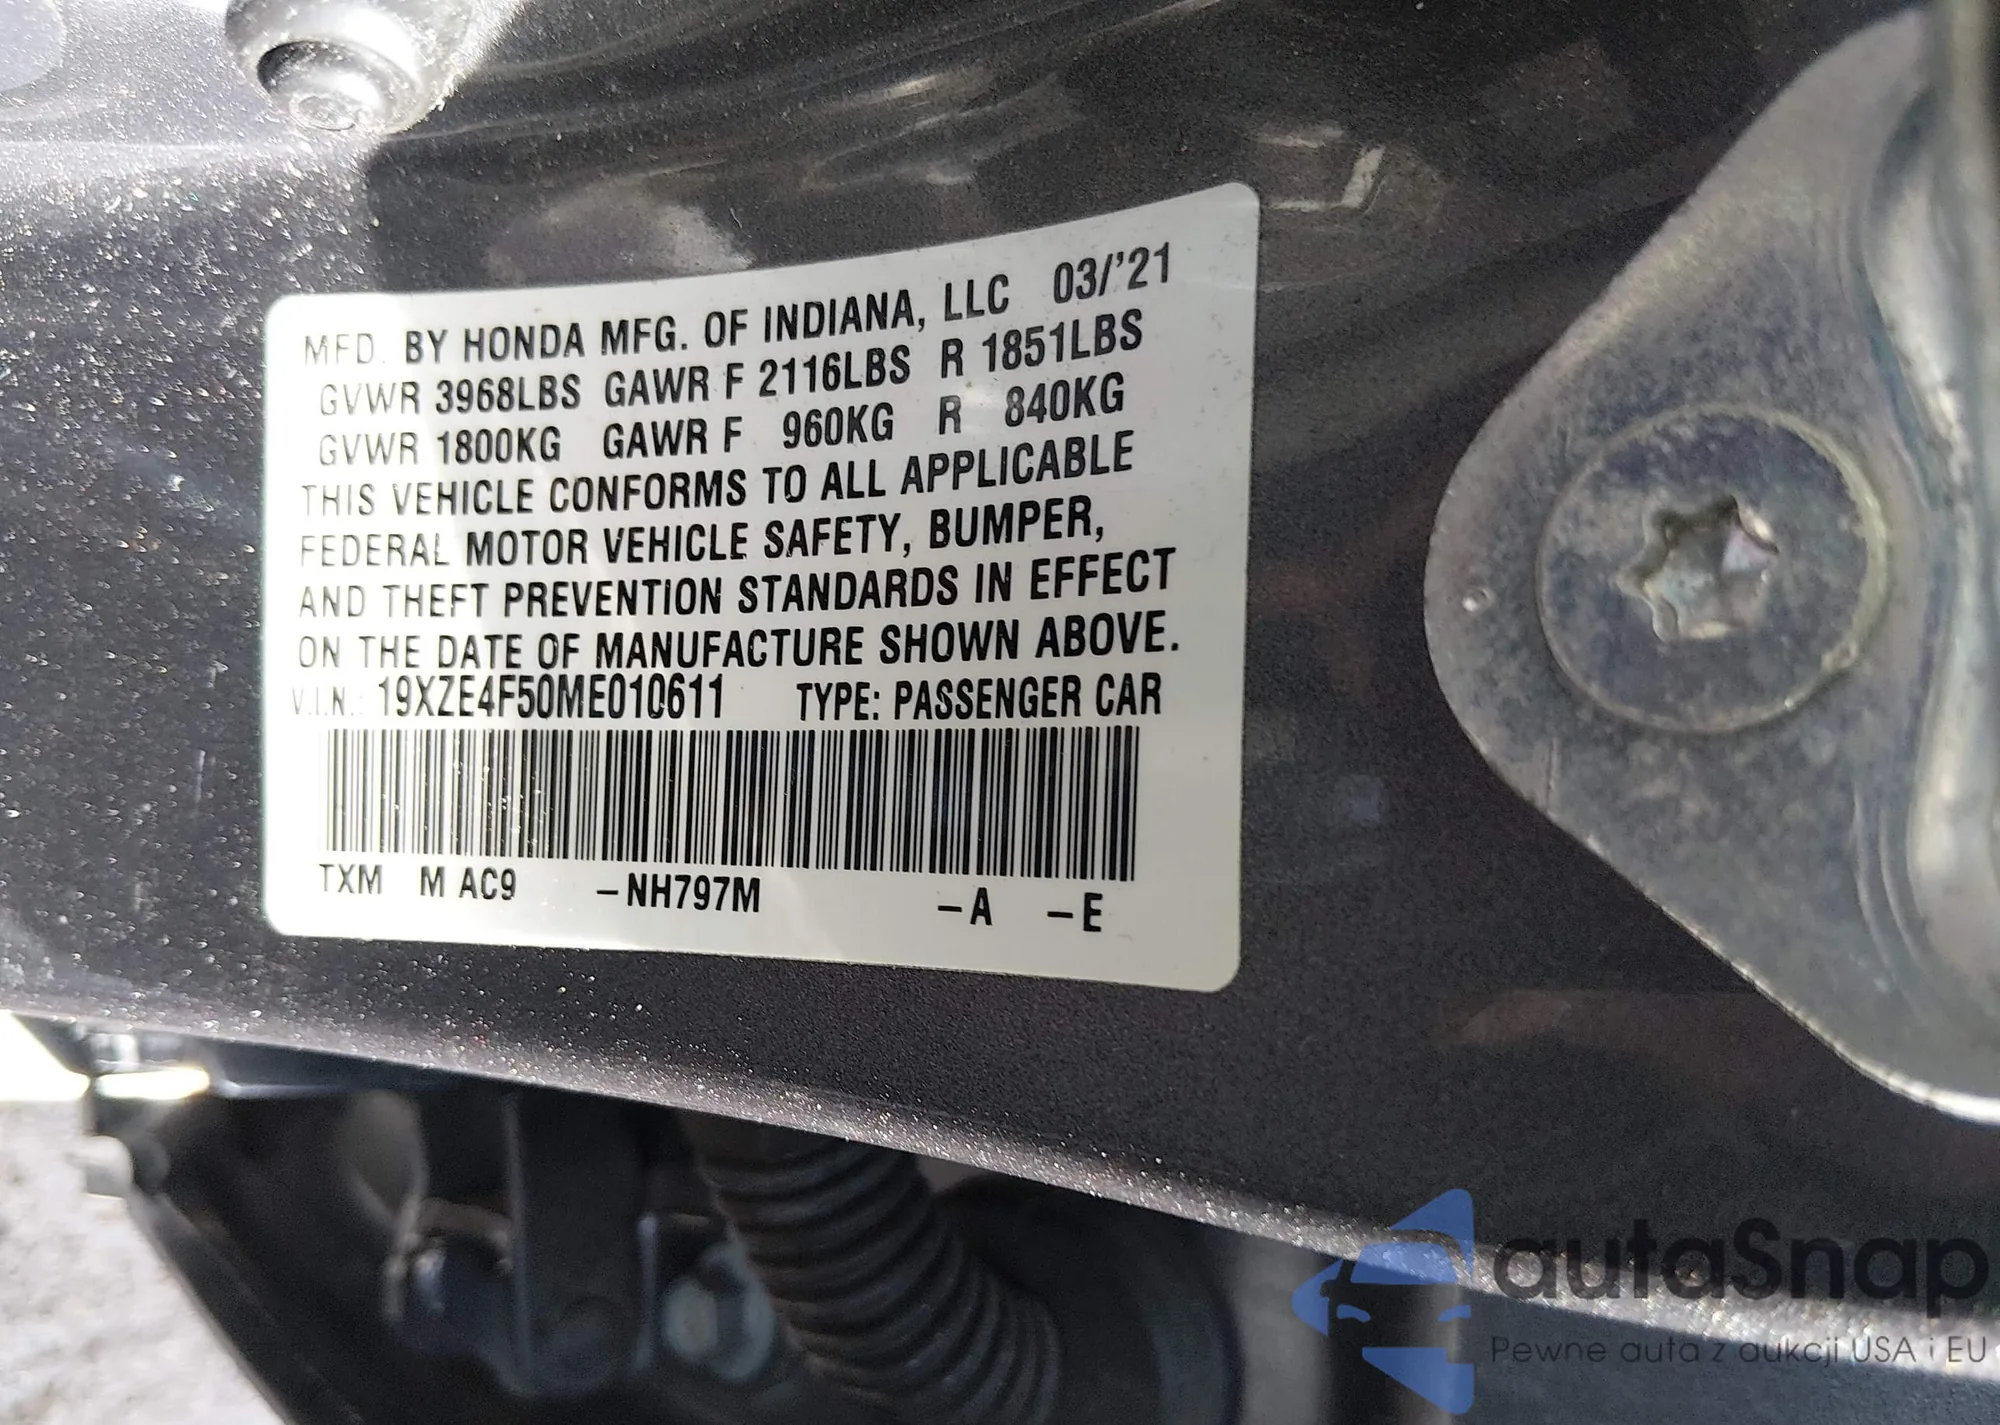 MFD. BY HONDA MFG. OF INDIANA, LLC 03/'21
GVWR 3968LBS GAWR F 2116LBS R 1851LBS
GVWR 1800KG GAWR F 960KG R 840KG
THIS VEHICLE CONFORMS TO ALL APPLICABLE
FEDERAL MOTOR VEHICLE SAFETY, BUMPER,
AND THEFT PREVENTION STANDARDS IN EFFECT
ON THE DATE OF MANUFACTURE SHOWN ABOVE.
V.I.N.: 19XZE4F50ME010611 TYPE: PASSENGER CAR
TXM M AC9 –NH797M –A –E
autaSnap
Pewne auta z aukcji USA i EU